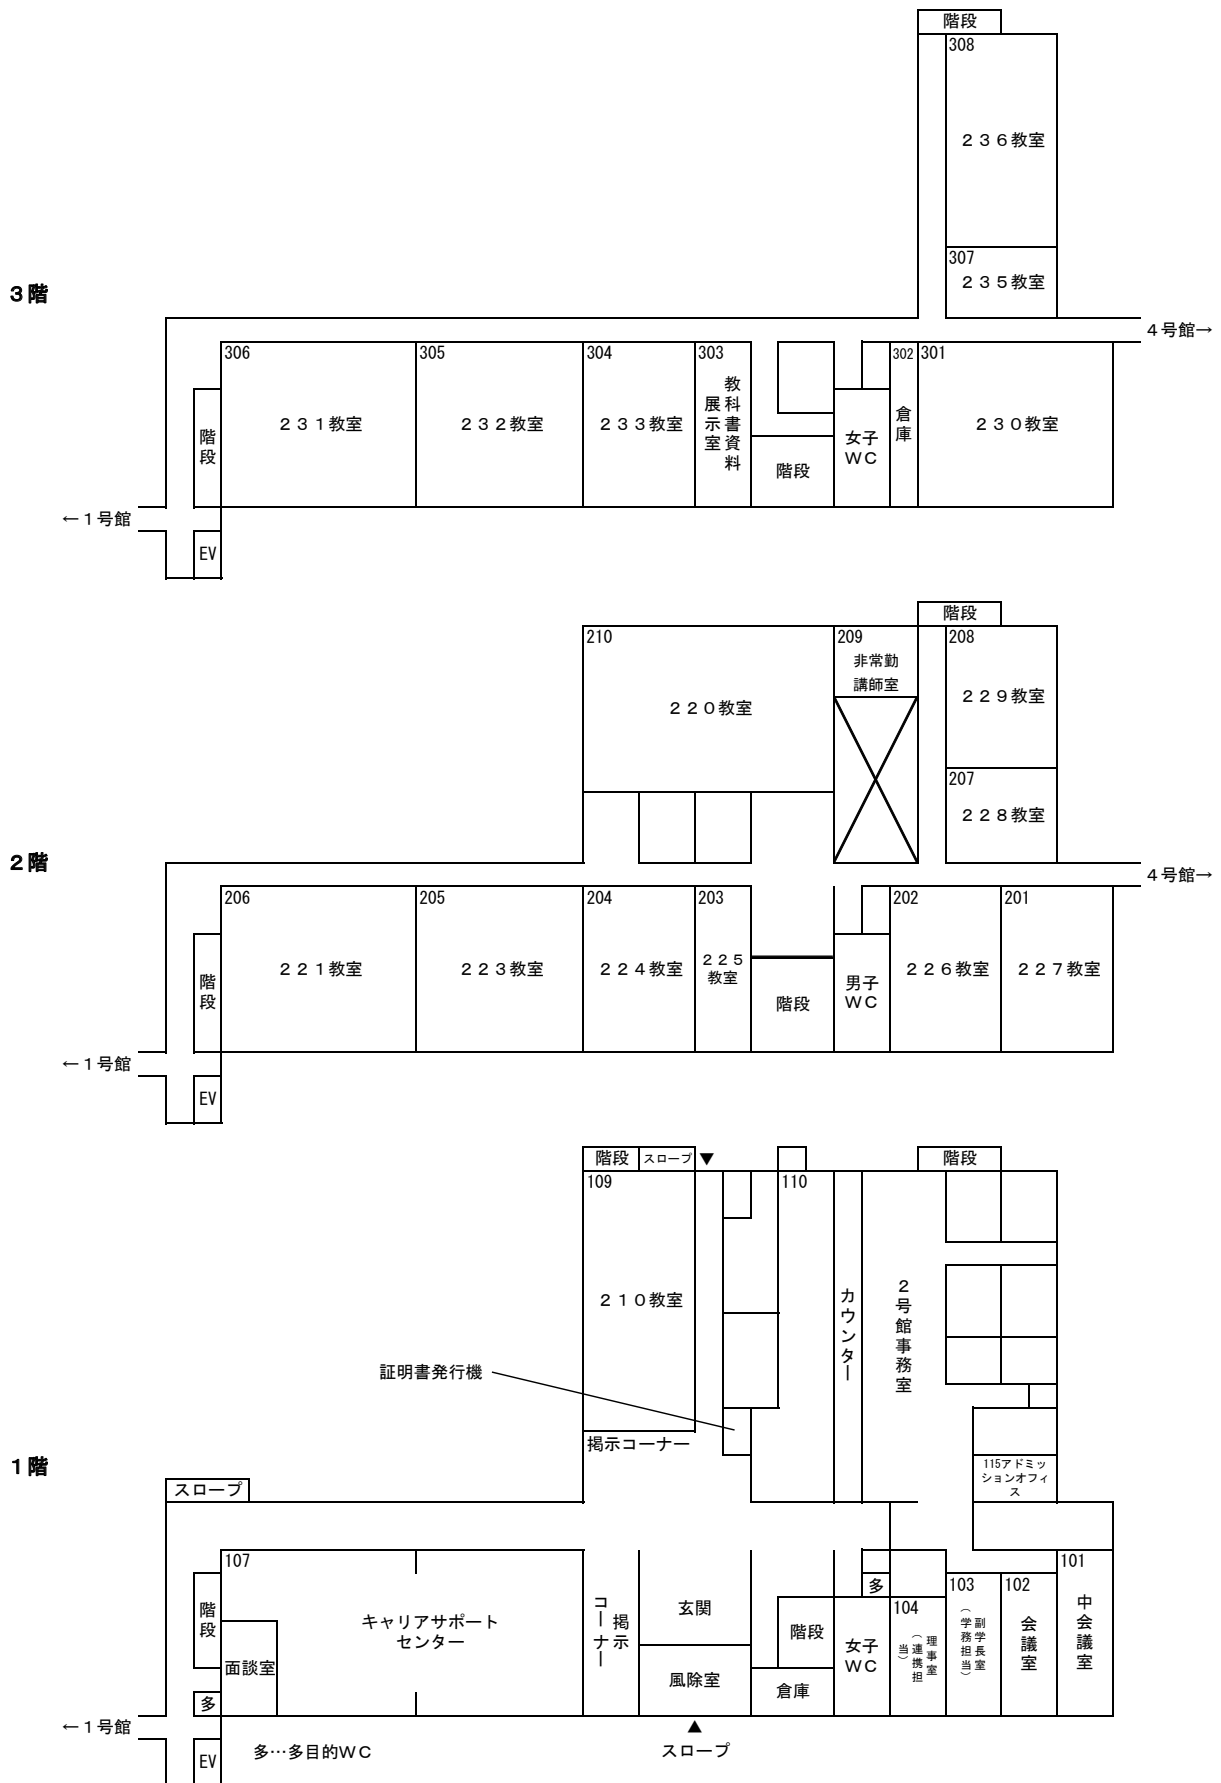 階段
308
２３６教室
307
２３５教室
３階
４号館→
306
305
304
303
302
301
２３１教室
２３２教室
２３３教室
教科書資料
展示室
階段
女子
ＷＣ
倉庫
２３０教室
階段
←１号館
EV
階段
210
209
208
非常勤
講師室
２２０教室
２２９教室
207
２２８教室
２階
４号館→
206
205
204
203
202
201
２２１教室
２２３教室
２２４教室
２２５
教室
階段
男子
ＷＣ
２２６教室
２２７教室
階段
←１号館
EV
階段
スロープ
▼
階段
109
110
２１０教室
カウンター
２号館事務室
証明書発行機
掲示コーナー
１階
115アドミッ
ションオフィ
ス
スロープ
107
101
階段
キャリアサポート
センター
面談室
多
掲示
コーナー
玄関
風除室
階段
倉庫
多
女子
ＷＣ
104
理事室
（連携担
当）
103
副学長室
（学務担当）
102
会議室
中会議室
←１号館
EV
多…多目的ＷＣ
▲
スロープ